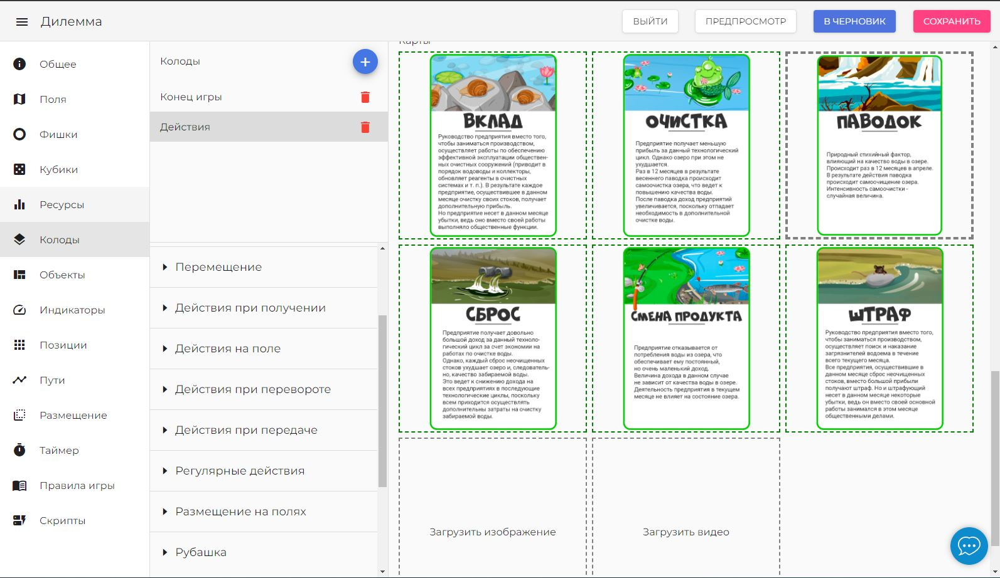 Дилемма
ВЫЙТИ
ПРЕДПРОСМОТР
В ЧЕРНОВИК
СОХРАНИТЬ
Общее
Поля
Фишки
Кубики
Ресурсы
Колоды
Объекты
Индикаторы
Позиции
Пути
Размещение
Таймер
Правила игры
Скрипты
Колоды
Конец игры
Действия
Перемещение
Действия при получении
Действия на поле
Действия при перевороте
Действия при передаче
Регулярные действия
Размещение на полях
Рубашка
Карты
ВКЛАД
Руководство предприятия вместо того,
чтобы заниматься производством,
осуществляет работы по обеспечению
эффективной эксплуатации обществен-
ных очистных сооружений (приводит в
порядок водоводы и коллекторы,
обновляет реагенты в очистных
системах и т. п.). В результате каждое
предприятие, осуществившее в данном
месяце очистку своих стоков, получает
дополнительную прибыль.
Но предприятие несет в данном месяце
убытки, ведь оно вместо своей работы
выполняло общественные функции.
ОЧИСТКА
Предприятие получает меньшую
прибыль за данный технологический
цикл. Однако озеро при этом не
ухудшается.
Раз в 12 месяцев в результате
весеннего паводка происходит
самоочистка озера, что ведет к
повышению качества воды.
После паводка доход предприятий
увеличивается, поскольку отпадает
необходимость в дополнительной
очистке воды.
ПАВОДОК
Природный стихийный фактор,
влияющий на качество воды в озере.
Происходит раз в 12 месяцев в апреле.
В результате действия паводка
происходит самоочищение озера.
Интенсивность самоочистки -
случайная величина.
СБРОС
Предприятие получает довольно
большой доход за данный техноло-
гический цикл за счет экономии на
работах по очистке воды.
Однако, каждый сброс неочищенных
стоков ухудшает озеро и, следователь-
но, качество забираемой воды.
Это ведет к снижению дохода на
всех предприятиях в последующие
технологические циклы, поскольку
всем приходится осуществлять
дополнительны затраты на очистку
забираемой воды.
СМЕНА ПРОДУКТА
Предприятие отказывается от
потребления воды из озера, что
обеспечивает ему постоянный,
но очень маленький доход.
Величина дохода в данном случае
не зависит от качества воды в озере.
Деятельность предприятия в текущем
месяце не влияет на состояние озера.
ШТРАФ
Руководство предприятия вместо того,
чтобы заниматься производством,
осуществляет поиск и наказание
загрязнителей водоема в течение
всего текущего месяца.
Все предприятия, осуществившие в
данном месяце сброс неочищенных
стоков, вместо большой прибыли
получают штраф. Но и штрафующий
несет в данном месяце некоторые
убытки, ведь он вместо своей основной
работы занимался в этом месяце
общественными делами.
Загрузить изображение
Загрузить видео